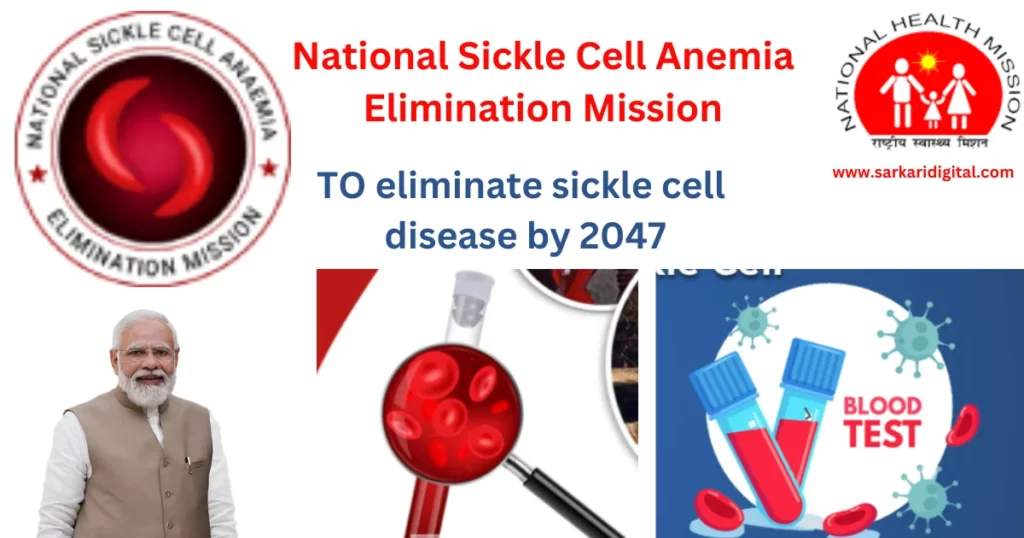 NATIONAL SICKLE CELL ANAEMIA
ELIMINATION MISSION
National Sickle Cell Anemia
Elimination Mission
TO eliminate sickle cell
disease by 2047
NATIONAL HEALTH MISSION
राष्ट्रीय स्वास्थ्य मिशन
www.sarkaridigital.com
Cell
BLOOD
TEST